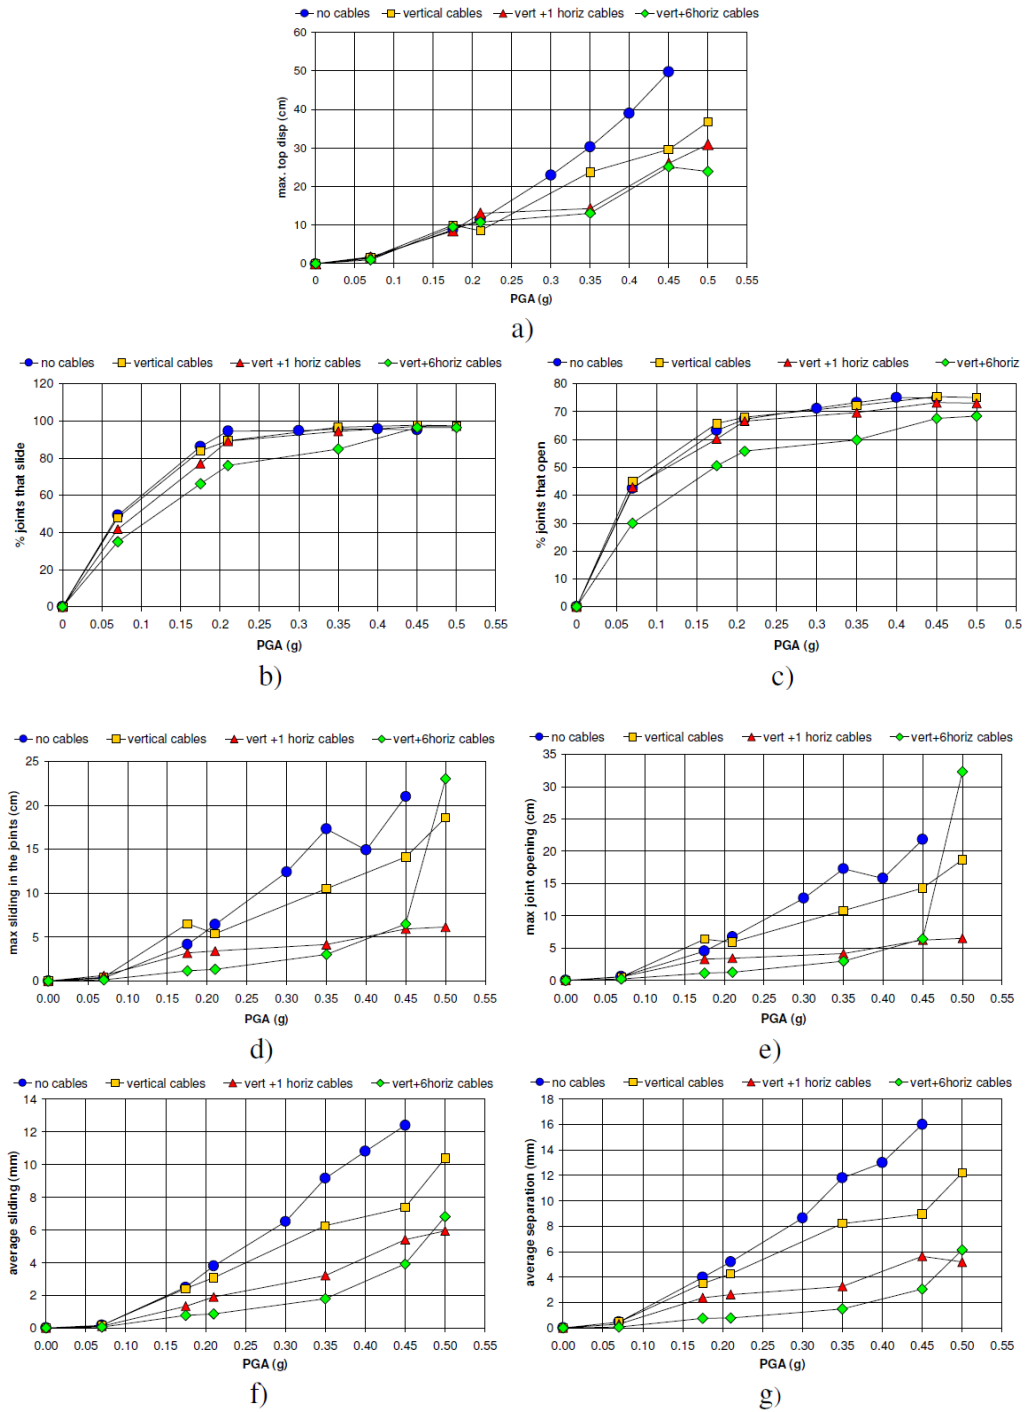 no cables vertical cables vert +1 horiz cables vert+6horiz cables
60
50
40
30
20
10
0
max. top disp (cm)
0 0.05 0.1 0.15 0.2 0.25 0.3 0.35 0.4 0.45 0.5 0.55
PGA (g)
a)
no cables vertical cables vert +1 horiz cables vert+6horiz cables
120
100
80
60
40
20
0
% joints that slide
0 0.05 0.1 0.15 0.2 0.25 0.3 0.35 0.4 0.45 0.5 0.55
PGA (g)
b)
no cables vertical cables vert +1 horiz cables vert+6horiz
80
70
60
50
40
30
20
10
0
% joints that open
0 0.05 0.1 0.15 0.2 0.25 0.3 0.35 0.4 0.45 0.5 0.5
PGA (g)
c)
no cables vertical cables vert +1 horiz cables vert+6horiz cables
25
20
15
10
5
0
max sliding in the joints (cm)
0.00 0.05 0.10 0.15 0.20 0.25 0.30 0.35 0.40 0.45 0.50 0.55
PGA (g)
d)
no cables vertical cables vert +1 horiz cables vert+6horiz cables
35
30
25
20
15
10
5
0
max joint opening (cm)
0.00 0.05 0.10 0.15 0.20 0.25 0.30 0.35 0.40 0.45 0.50 0.55
PGA (g)
e)
no cables vertical cables vert +1 horiz cables vert+6horiz cables
14
12
10
8
6
4
2
0
average sliding (mm)
0.00 0.05 0.10 0.15 0.20 0.25 0.30 0.35 0.40 0.45 0.50 0.55
PGA (g)
f)
no cables vertical cables vert +1 horiz cables vert+6horiz cables
18
16
14
12
10
8
6
4
2
0
average separation (mm)
0.00 0.05 0.10 0.15 0.20 0.25 0.30 0.35 0.40 0.45 0.50 0.55
PGA (g)
g)